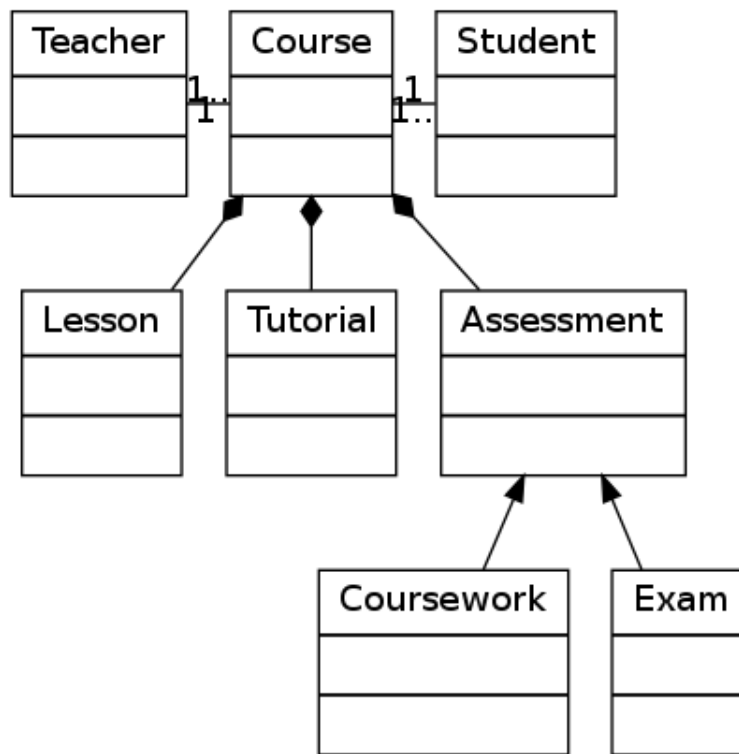 Teacher
Course
Student
1..
1
1
1..
Lesson
Tutorial
Assessment
Coursework
Exam